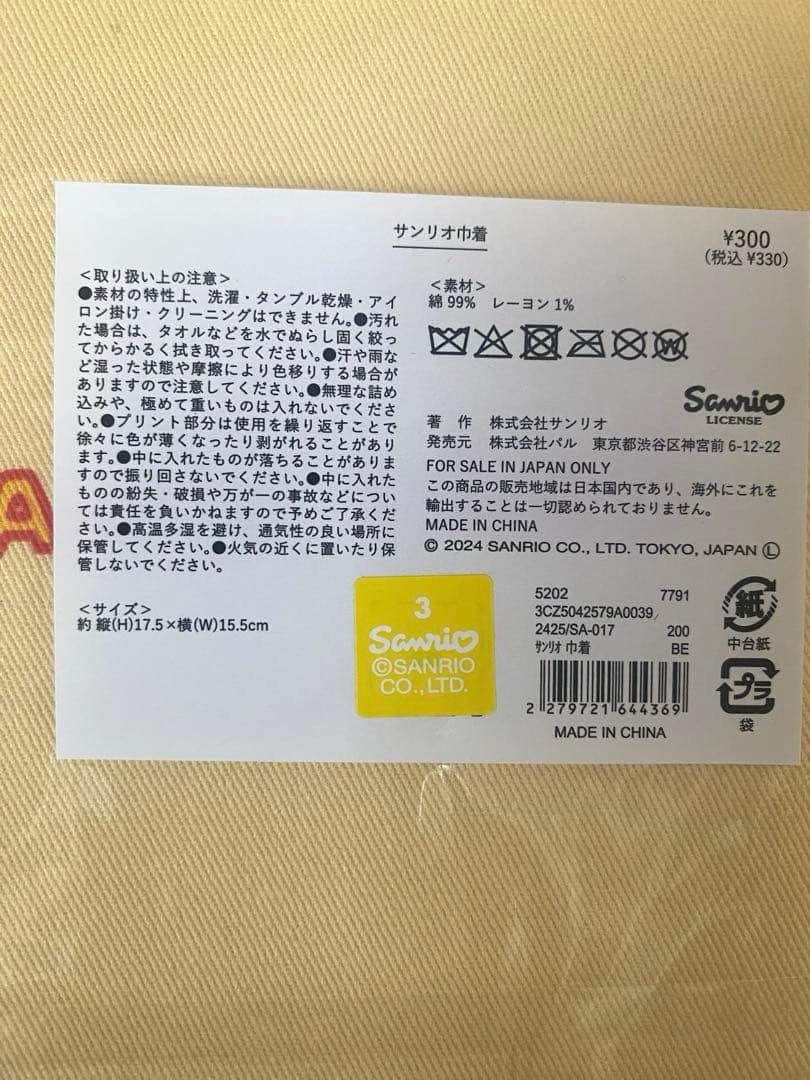 サンリオ巾着
¥300
(税込 ¥330)
<取り扱い上の注意>
●素材の特性上、洗濯・タンブル乾燥・アイ
ロン掛け・クリーニングはできません。●汚れ
た場合は、タオルなどを水でぬらし固く絞っ
てからかるく拭き取ってください。●汗や雨な
ど湿った状態や摩擦により色移りする場合が
ありますので注意してください。●無理な詰め
込みや、極めて重いものは入れないでくださ
い。●プリント部分は使用を繰り返すことで
徐々に色が薄くなったり剥がれることがあり
ます。●中に入れたものが落ちることがありま
すので振り回さないでください。●中に入れた
ものの紛失・破損や万が一の事故などについ
ては責任を負いかねますので予めご了承くだ
さい。●高温多湿を避け、通気性の良い場所に
保管してください。●火気の近くに置いたり保
管しないでください。
<サイズ>
約 縦(H)17.5×横(W)15.5cm
<素材>
綿 99% レーヨン 1%
Sanrio
LICENSE
著 作 株式会社サンリオ
発売元 株式会社パル 東京都渋谷区神宮前 6-12-22
FOR SALE IN JAPAN ONLY
この商品の販売地域は日本国内であり、海外にこれを
輸出することは一切認められておりません。
MADE IN CHINA
© 2024 SANRIO CO., LTD. TOKYO, JAPAN Ⓛ
3
Sanrio
©SANRIO
CO.,LTD.
5202 7791
3CZ5042579A0039/
2425/SA-017 200
サンリオ 巾着 BE
2 279721 644369
MADE IN CHINA
紙
中台紙
プラ
袋
A